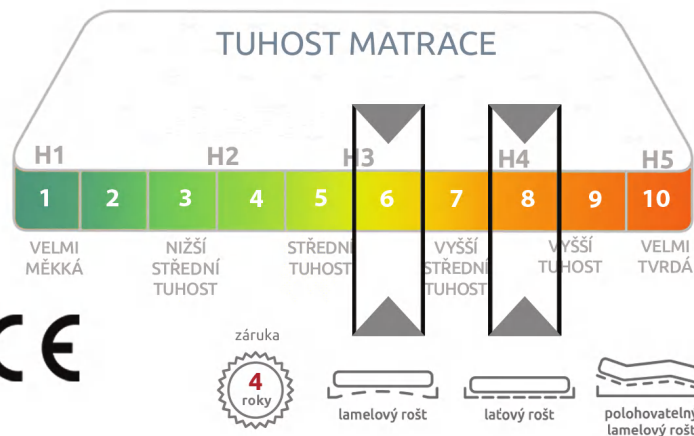 TUHOST MATRACE
H1 H2 H3 H4 H5
1 2 3 4 5 6 7 8 9 10
VELMI
MĚKKÁ
NIŽŠÍ
STŘEDNÍ
TUHOST
STŘEDNÍ
TUHOST
VYŠŠÍ
STŘEDNÍ
TUHOST
VYŠŠÍ
TUHOST
VELMI
TVRDÁ
CE
záruka
4
roky
lamelový rošt
laťový rošt
polohovatelný
lamelový rošt